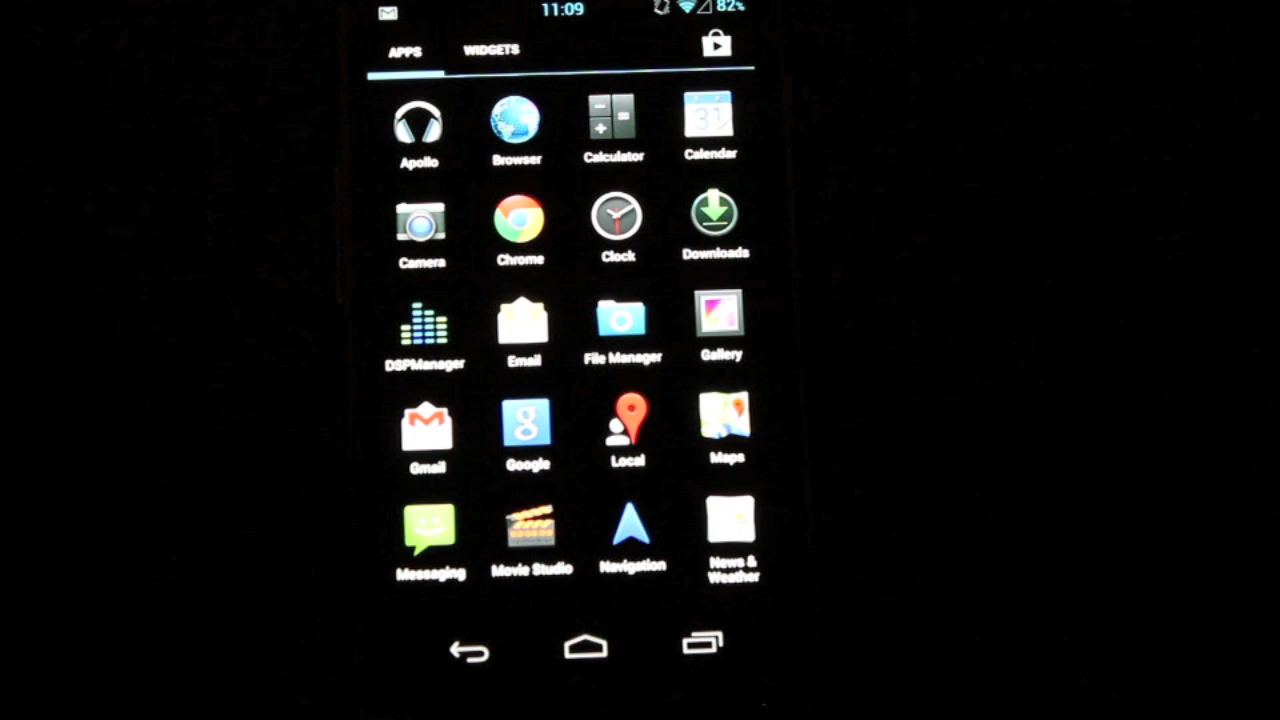 11:09 82%
APPS WIDGETS
31
Apollo Browser Calculator Calendar
Camera Chrome Clock Downloads
DSPManager Email File Manager Gallery
g
Gmail Google Local Maps
Messaging Movie Studio Navigation News &
Weather